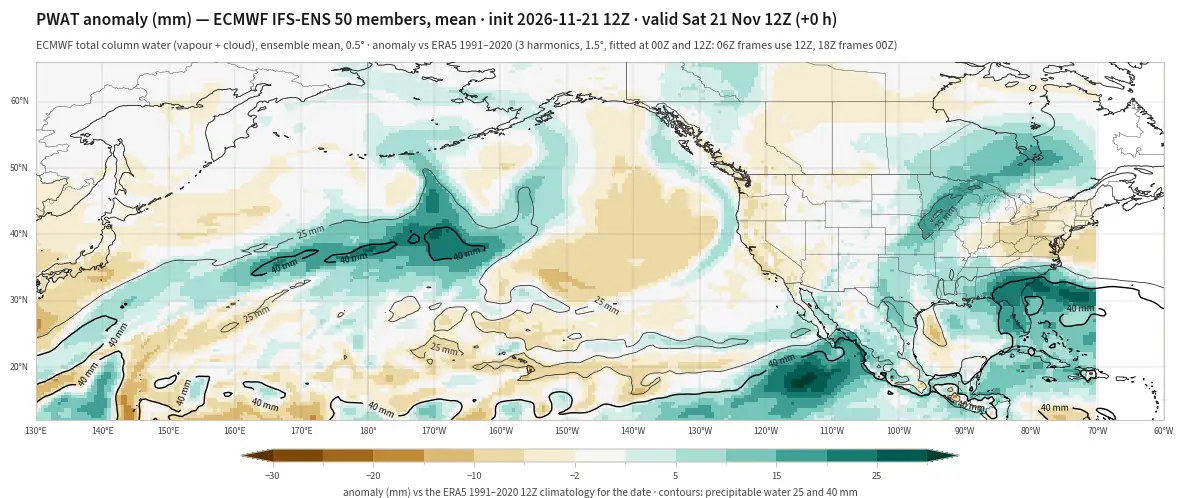 PWAT anomaly (mm) — ECMWF IFS-ENS 50 members, mean · init 2026-11-21 12Z · valid Sat 21 Nov 12Z (+0 h)
ECMWF total column water (vapour + cloud), ensemble mean, 0.5° · anomaly vs ERA5 1991–2020 (3 harmonics, 1.5°, fitted at 00Z and 12Z: 06Z frames use 12Z, 18Z frames 00Z)
60°N
50°N
25 mm
25 mm
40°N
40 mm
40 mm
40 mm
30°N
25 mm
25 mm
40 mm
40 mm
25 mm
40 mm
20°N
40 mm
40 mm
40 mm
40 mm
40 mm
40 mm
130°E 140°E 150°E 160°E 170°E 180° 170°W 160°W 150°W 140°W 130°W 120°W 110°W 100°W 90°W 80°W 70°W 60°W
−30 −20 −10 −2 5 15 25
anomaly (mm) vs the ERA5 1991–2020 12Z climatology for the date · contours: precipitable water 25 and 40 mm